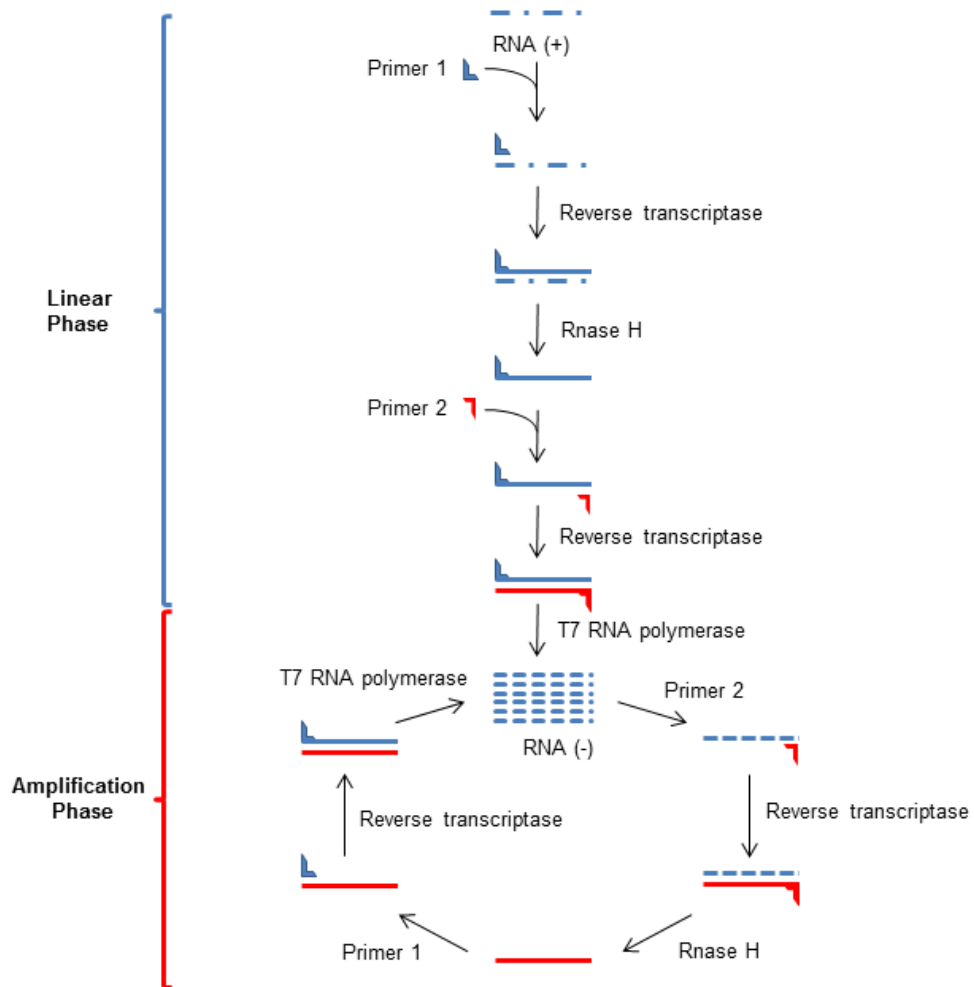 RNA (+)
Primer 1
Reverse transcriptase
Linear
Phase
Rnase H
Primer 2
Reverse transcriptase
T7 RNA polymerase
T7 RNA polymerase
Primer 2
RNA (-)
Amplification
Phase
Reverse transcriptase
Reverse transcriptase
Primer 1
Rnase H